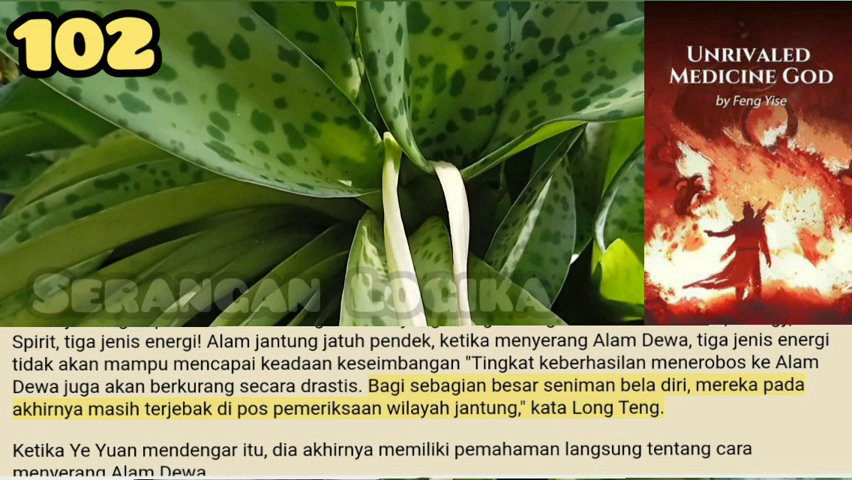 102
UNRIVALED
MEDICINE GOD
by Feng Yise
SERANGAN LOGIKA
Spirit, tiga jenis energi! Alam jantung jatuh pendek, ketika menyerang Alam Dewa, tiga jenis energi
tidak akan mampu mencapai keadaan keseimbangan "Tingkat keberhasilan menerobos ke Alam
Dewa juga akan berkurang secara drastis. Bagi sebagian besar seniman bela diri, mereka pada
akhirnya masih terjebak di pos pemeriksaan wilayah jantung," kata Long Teng.
Ketika Ye Yuan mendengar itu, dia akhirnya memiliki pemahaman langsung tentang cara
menyerang Alam Dewa